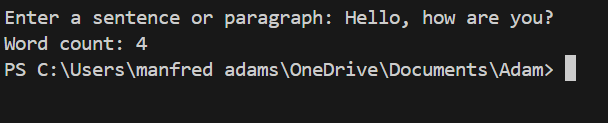 Enter a sentence or paragraph: Hello, how are you?
Word count: 4
PS C:\Users\manfred adams\OneDrive\Documents\Adam>